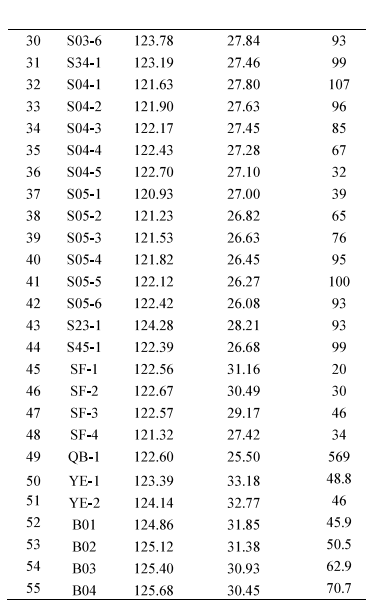 30 S03-6 123.78 27.84 93
31 S34-1 123.19 27.46 99
32 S04-1 121.63 27.80 107
33 S04-2 121.90 27.63 96
34 S04-3 122.17 27.45 85
35 S04-4 122.43 27.28 67
36 S04-5 122.70 27.10 32
37 S05-1 120.93 27.00 39
38 S05-2 121.23 26.82 65
39 S05-3 121.53 26.63 76
40 S05-4 121.82 26.45 95
41 S05-5 122.12 26.27 100
42 S05-6 122.42 26.08 93
43 S23-1 124.28 28.21 93
44 S45-1 122.39 26.68 99
45 SF-1 122.56 31.16 20
46 SF-2 122.67 30.49 30
47 SF-3 122.57 29.17 46
48 SF-4 121.32 27.42 34
49 QB-1 122.60 25.50 569
50 YE-1 123.39 33.18 48.8
51 YE-2 124.14 32.77 46
52 B01 124.86 31.85 45.9
53 B02 125.12 31.38 50.5
54 B03 125.40 30.93 62.9
55 B04 125.68 30.45 70.7